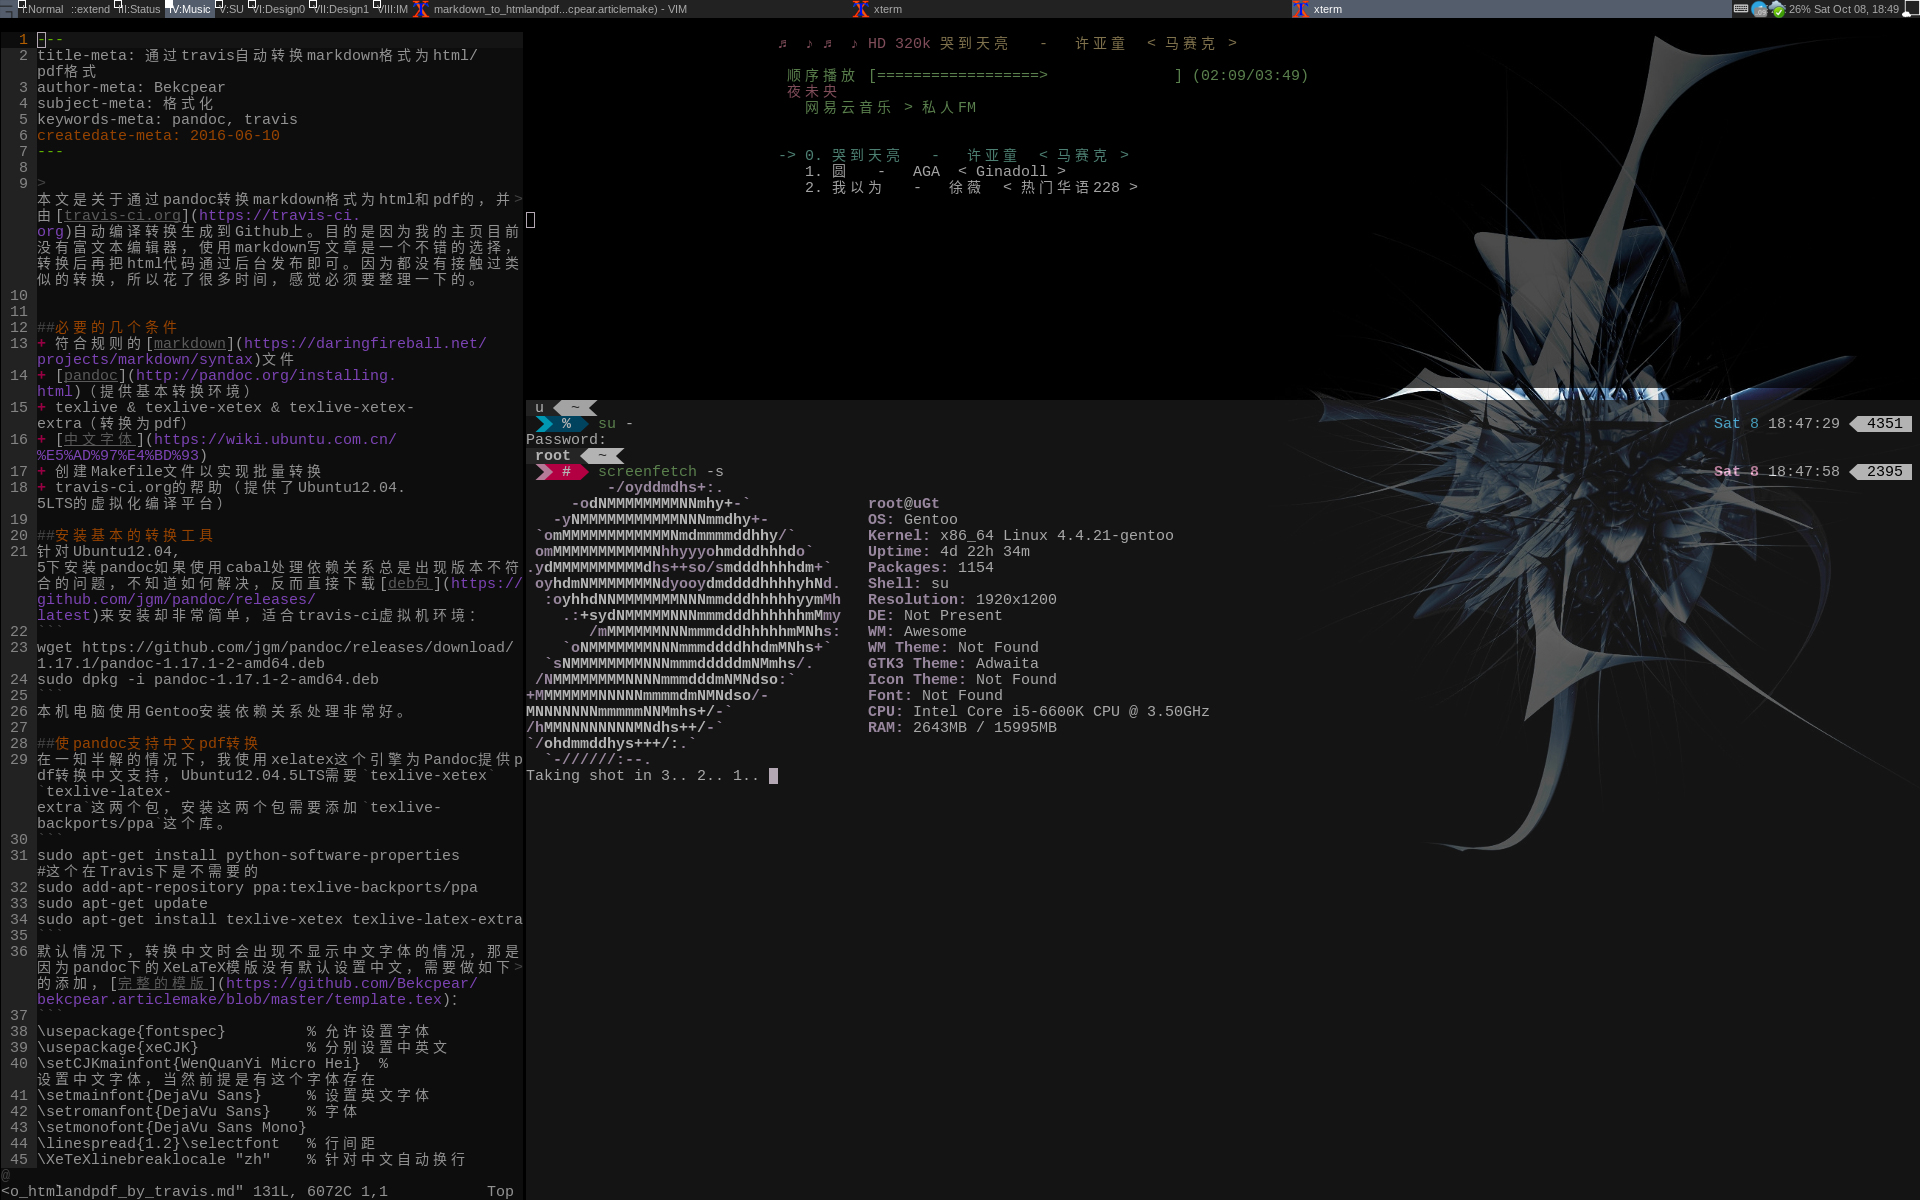 I:Normal ::extend III:Status IV:Music V:SU VI:Design0 VII:Design1 VIII:IM markdown_to_htmlandpdf...cpear.articlemake) - VIM xterm xterm 26% Sat Oct 08, 18:49
1 ---
2 title-meta: 通过travis自动转换markdown格式为html/
pdf格式
3 author-meta: Bekcpear
4 subject-meta: 格式化
5 keywords-meta: pandoc, travis
6 createdate-meta: 2016-06-10
7 ---
8
9 >
本文是关于通过pandoc转换markdown格式为html和pdf的，并>
由[travis-ci.org](https://travis-ci.
org)自动编译转换生成到Github上。目的是因为我的主页目前
没有富文本编辑器，使用markdown写文章是一个不错的选择，
转换后再把html代码通过后台发布即可。因为都没有接触过类
似的转换，所以花了很多时间，感觉必须要整理一下的。
10
11
12 ##必要的几个条件
13 + 符合规则的[markdown](https://daringfireball.net/
projects/markdown/syntax)文件
14 + [pandoc](http://pandoc.org/installing.
html)（提供基本转换环境）
15 + texlive & texlive-xetex & texlive-xetex-
extra（转换为pdf）
16 + [中文字体](https://wiki.ubuntu.com.cn/
%E5%AD%97%E4%BD%93)
17 + 创建Makefile文件以实现批量转换
18 + travis-ci.org的帮助（提供了Ubuntu12.04.
5LTS的虚拟化编译平台）
19
20 ##安装基本的转换工具
21 针对Ubuntu12.04,
5下安装pandoc如果使用cabal处理依赖关系总是出现版本不符
合的问题，不知道如何解决，反而直接下载[deb包](https://
github.com/jgm/pandoc/releases/
latest)来安装却非常简单，适合travis-ci虚拟机环境：
22 ```
23 wget https://github.com/jgm/pandoc/releases/download/
1.17.1/pandoc-1.17.1-2-amd64.deb
24 sudo dpkg -i pandoc-1.17.1-2-amd64.deb
25 ```
26 本机电脑使用Gentoo安装依赖关系处理非常好。
27
28 ##使pandoc支持中文pdf转换
29 在一知半解的情况下，我使用xelatex这个引擎为Pandoc提供p
df转换中文支持，Ubuntu12.04.5LTS需要`texlive-xetex`
`texlive-latex-
extra`这两个包，安装这两个包需要添加`texlive-
backports/ppa`这个库。
30 ```
31 sudo apt-get install python-software-properties
#这个在Travis下是不需要的
32 sudo add-apt-repository ppa:texlive-backports/ppa
33 sudo apt-get update
34 sudo apt-get install texlive-xetex texlive-latex-extra
35 ```
36 默认情况下，转换中文时会出现不显示中文字体的情况，那是
因为pandoc下的XeLaTeX模版没有默认设置中文，需要做如下>
的添加，[完整的模版](https://github.com/Bekcpear/
bekcpear.articlemake/blob/master/template.tex)：
37 ```
38 \usepackage{fontspec} % 允许设置字体
39 \usepackage{xeCJK} % 分别设置中英文
40 \setCJKmainfont{WenQuanYi Micro Hei} %
设置中文字体，当然前提是有这个字体存在
41 \setmainfont{DejaVu Sans} % 设置英文字体
42 \setromanfont{DejaVu Sans} % 字体
43 \setmonofont{DejaVu Sans Mono}
44 \linespread{1.2}\selectfont % 行间距
45 \XeTeXlinebreaklocale "zh" % 针对中文自动换行
@
<o_htmlandpdf_by_travis.md" 131L, 6072C 1,1 Top
♬ ♪ ♬ ♪ HD 320k 哭到天亮 - 许亚童 < 马赛克 >
顺序播放 [==================> ] (02:09/03:49)
夜未央
网易云音乐 > 私人FM
-> 0. 哭到天亮 - 许亚童 < 马赛克 >
1. 圆 - AGA < Ginadoll >
2. 我以为 - 徐薇 < 热门华语228 >
u ~
% su - Sat 8 18:47:29 4351
Password:
root ~
# screenfetch -s Sat 8 18:47:58 2395
-/oyddmdhs+:.
-odNMMMMMMMMNNmhy+-` root@uGt
-yNMMMMMMMMMMMNNNmmdhy+- OS: Gentoo
`omMMMMMMMMMMMMNmdmmmmddhhy/` Kernel: x86_64 Linux 4.4.21-gentoo
omMMMMMMMMMMMNhhyyyohmdddhhhdo` Uptime: 4d 22h 34m
.ydMMMMMMMMMMdhs++so/smdddhhhhdm+` Packages: 1154
oyhdmNMMMMMMMNdyooydmddddhhhhyhNd. Shell: su
:oyhhdNNMMMMMMMNNNmmdddhhhhhyymMh Resolution: 1920x1200
.:+sydNMMMMMNNNmmmdddhhhhhhmMmy DE: Not Present
/mMMMMMMNNNmmmdddhhhhhmMNhs: WM: Awesome
`oNMMMMMMMNNNmmmddddhhdmMNhs+` WM Theme: Not Found
`sNMMMMMMMMNNNmmmdddddmNMmhs/. GTK3 Theme: Adwaita
/NMMMMMMMMNNNNmmmdddmNMNdso:` Icon Theme: Not Found
+MMMMMMMNNNNNmmmmdmNMNdso/- Font: Not Found
MNNNNNNNmmmmmNNMmhs+/-` CPU: Intel Core i5-6600K CPU @ 3.50GHz
/hMMNNNNNNNNMNdhs++/-` RAM: 2643MB / 15995MB
`/ohdmmddhys+++/:.`
`-//////:--.
Taking shot in 3.. 2.. 1..